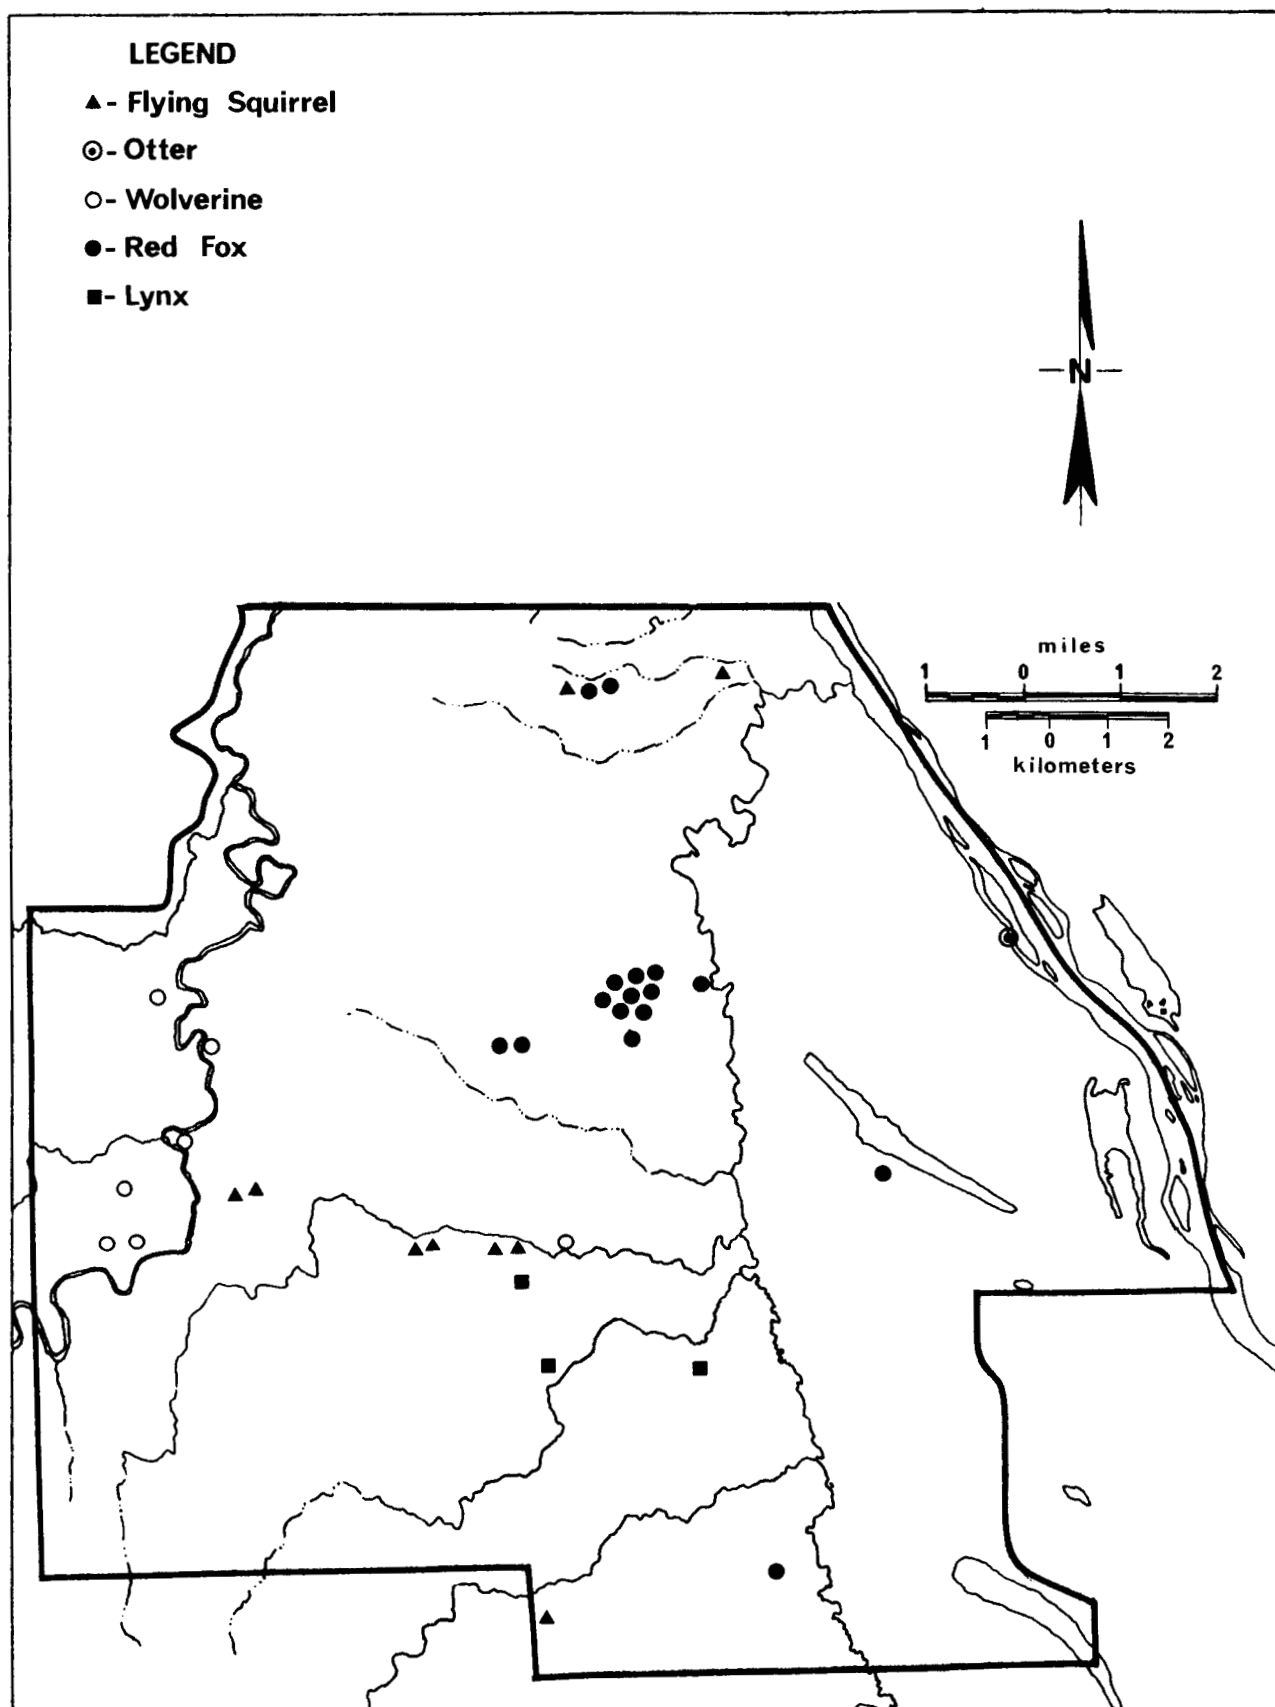 LEGEND
▲- Flying Squirrel
⊙- Otter
○- Wolverine
●- Red Fox
■- Lynx
N
miles
1 0 1 2
1 0 1 2
kilometers